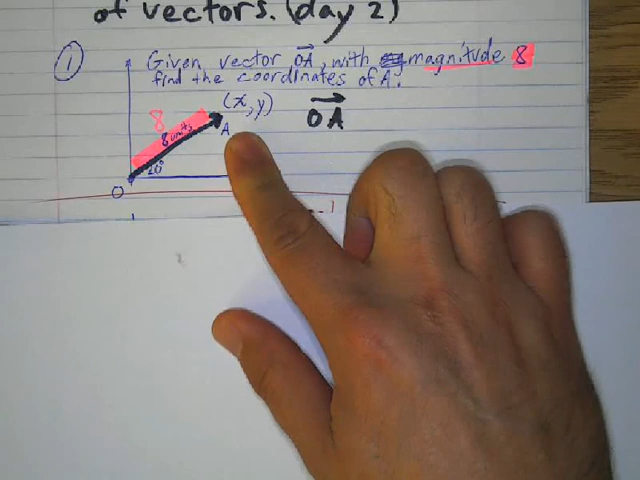 of vectors. (day 2)
① Given vector OA, with magnitude 8
find the coordinates of A.
8 (x, y)
8 units A OA
20°
O